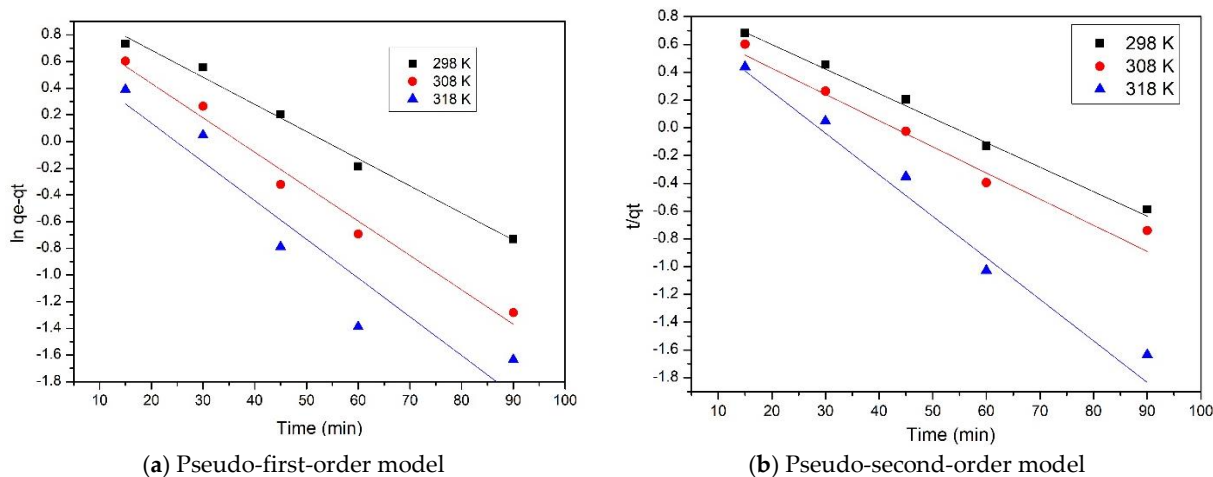 0.8
0.6
0.4
0.2
0.0
-0.2
-0.4
-0.6
-0.8
-1.0
-1.2
-1.4
-1.6
-1.8
ln qe-qt
298 K
308 K
318 K
10 20 30 40 50 60 70 80 90 100
Time (min)
(a) Pseudo-first-order model
0.8
0.6
0.4
0.2
0.0
-0.2
-0.4
-0.6
-0.8
-1.0
-1.2
-1.4
-1.6
-1.8
t/qt
298 K
308 K
318 K
10 20 30 40 50 60 70 80 90 100
Time (min)
(b) Pseudo-second-order model